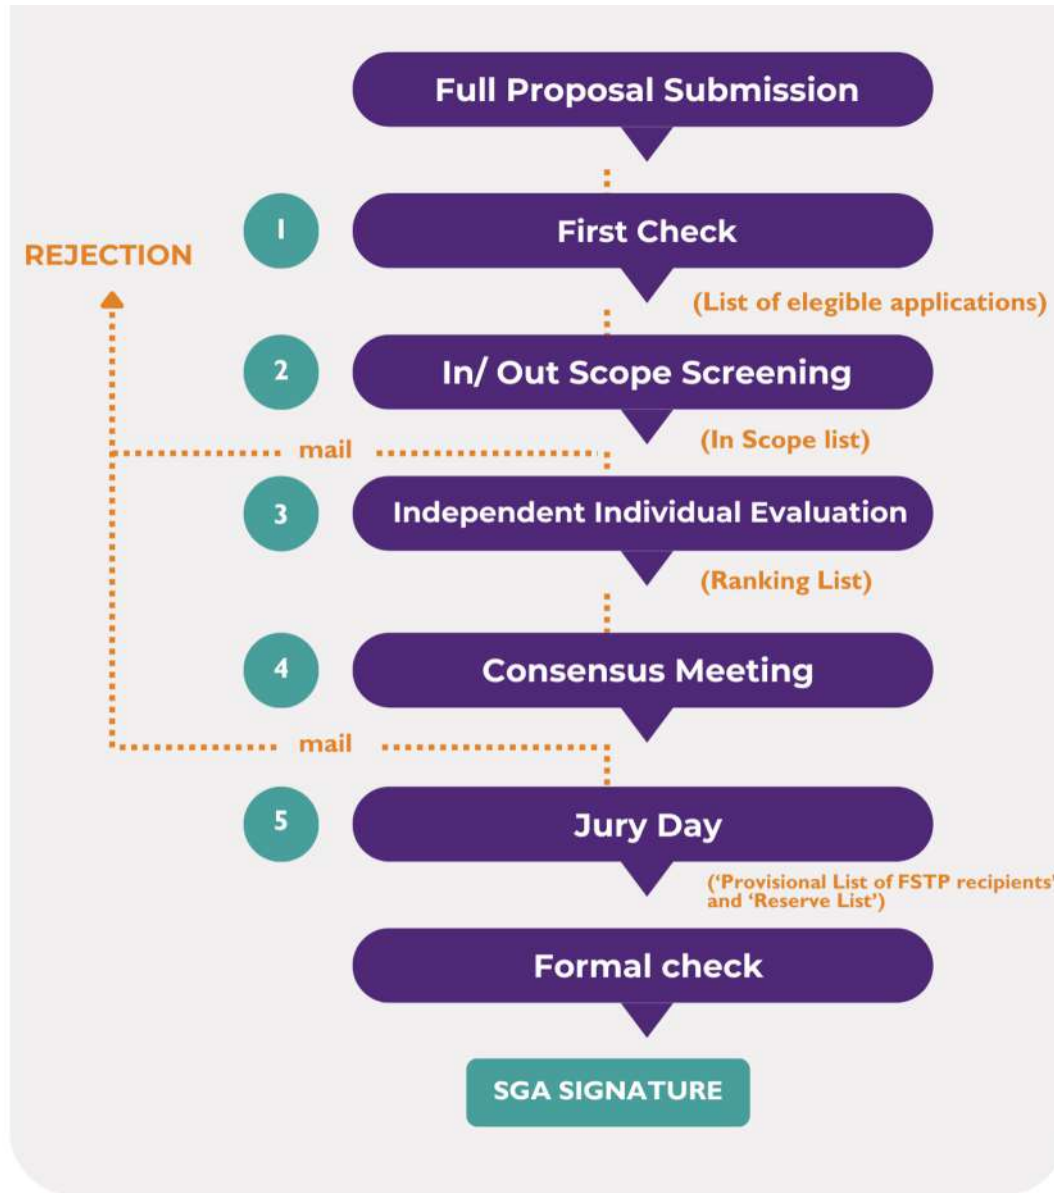 Full Proposal Submission
1
First Check
REJECTION
(List of elegible applications)
2
In/ Out Scope Screening
(In Scope list)
mail
3
Independent Individual Evaluation
(Ranking List)
4
Consensus Meeting
mail
5
Jury Day
('Provisional List of FSTP recipients'
and 'Reserve List')
Formal check
SGA SIGNATURE